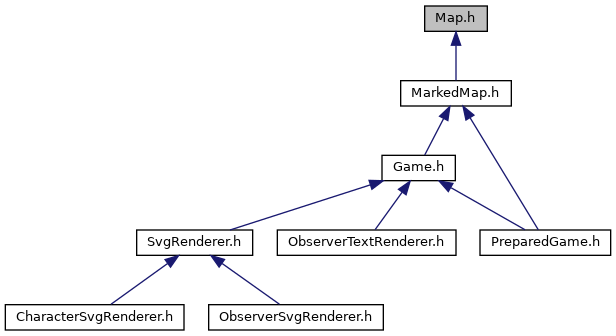 Map.h
MarkedMap.h
Game.h
SvgRenderer.h
ObserverTextRenderer.h
PreparedGame.h
CharacterSvgRenderer.h
ObserverSvgRenderer.h